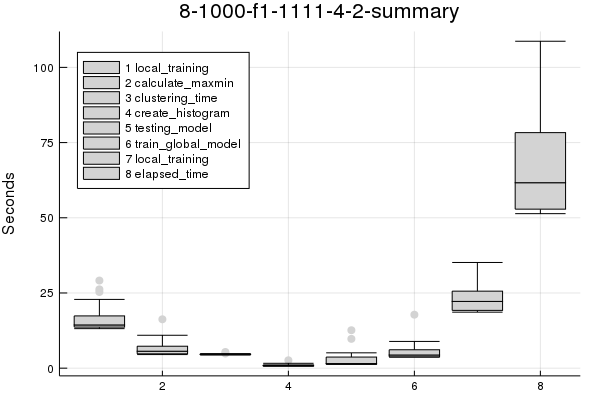 8-1000-f1-1111-4-2-summary
1 local_training
2 calculate_maxmin
3 clustering_time
4 create_histogram
5 testing_model
6 train_global_model
7 local_training
8 elapsed_time
Seconds
100
75
50
25
0
2
4
6
8